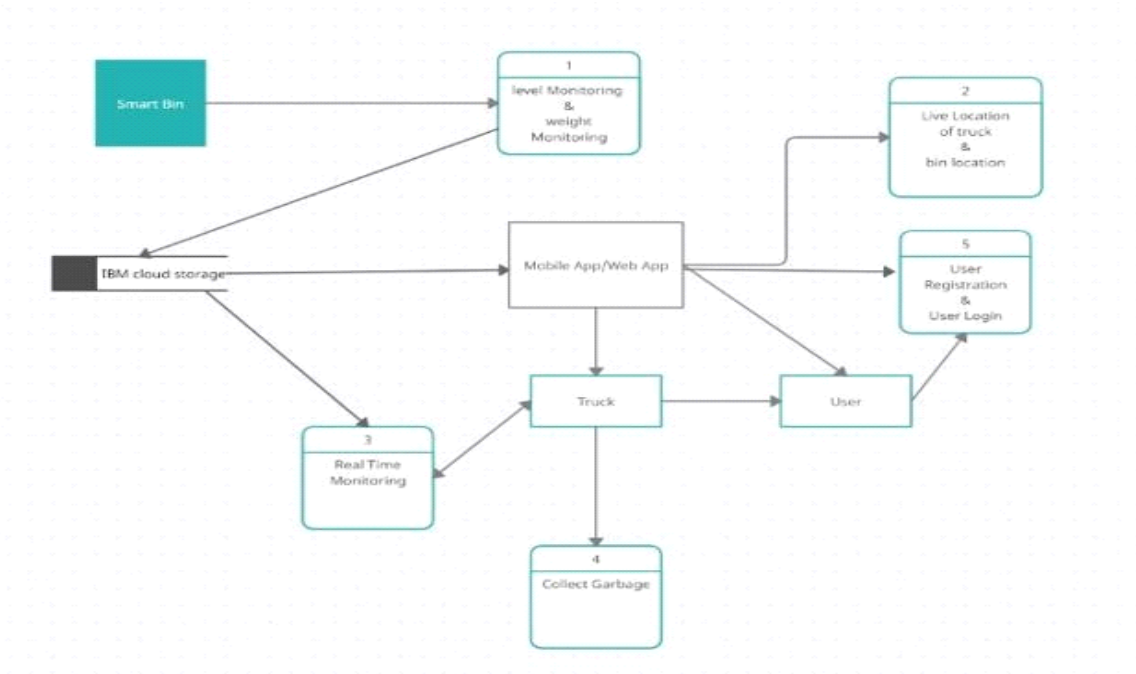 Smart Bin
1
level Monitoring
&
weight
Monitoring
2
Live Location
of truck
&
bin location
IBM cloud storage
Mobile App/Web App
5
User
Registration
&
User Login
Truck
User
3
Real Time
Monitoring
4
Collect Garbage